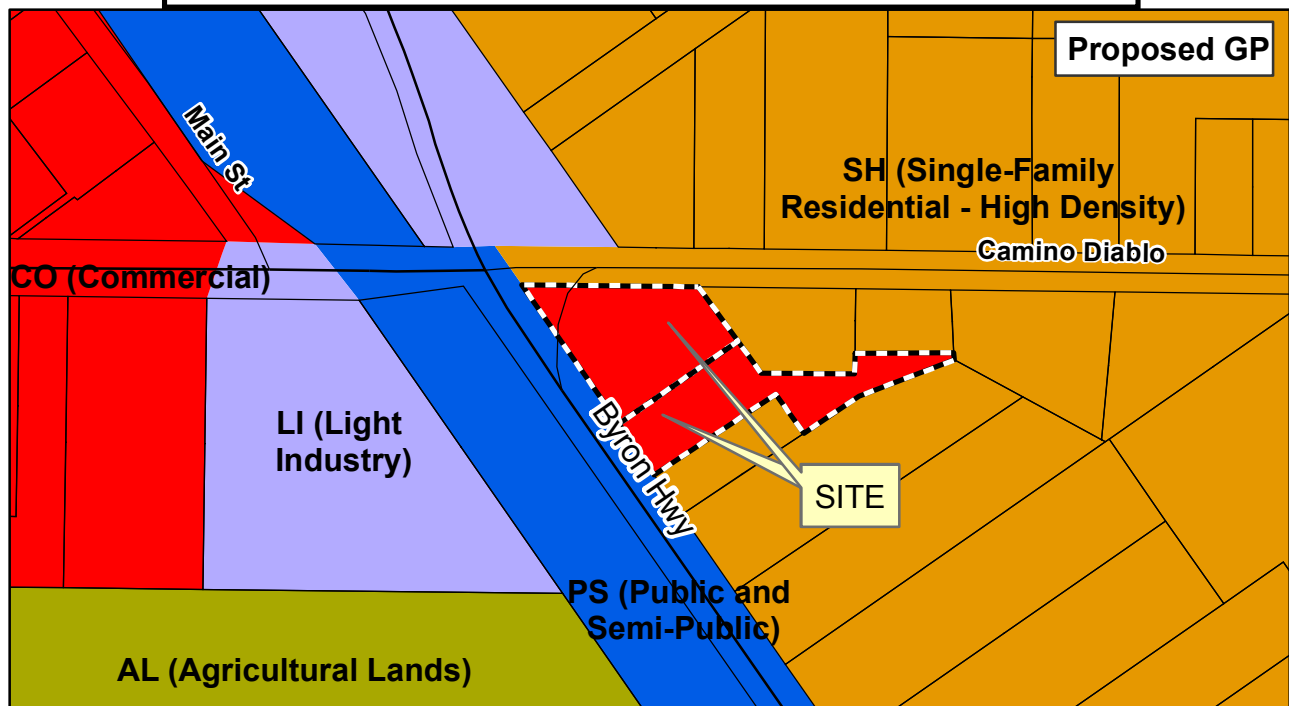 Proposed GP
Main St
SH (Single-Family
Residential - High Density)
Camino Diablo
CO (Commercial)
LI (Light
Industry)
Byron Hwy
SITE
PS (Public and
Semi-Public)
AL (Agricultural Lands)